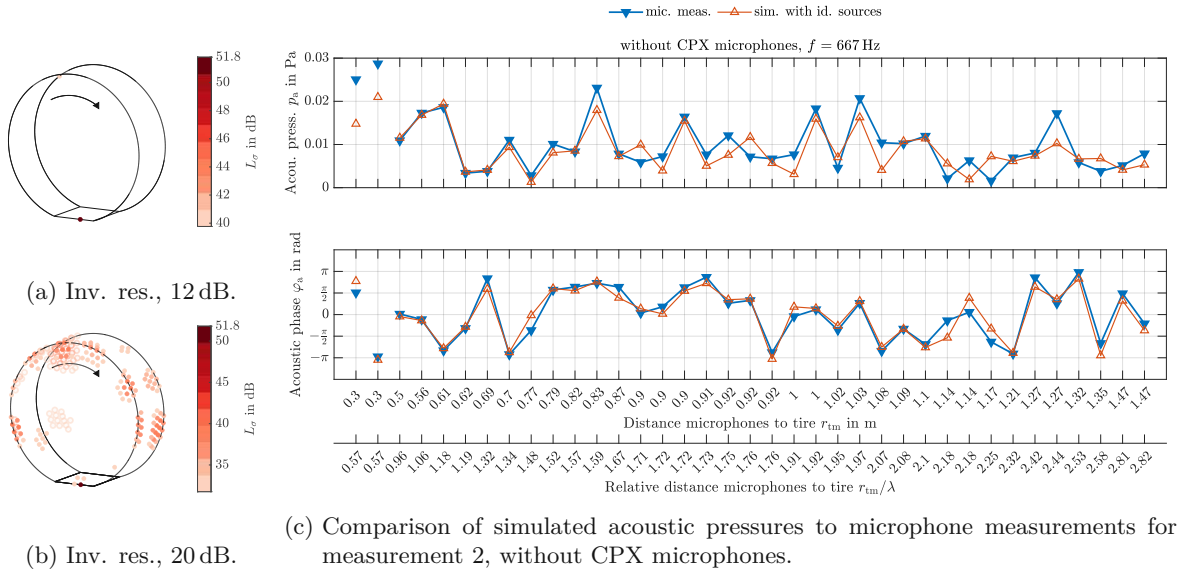 mic. meas.
sim. with id. sources
without CPX microphones, f = 667 Hz
51.8
50
48
46
44
42
40
L_σ in dB
(a) Inv. res., 12 dB.
51.8
50
45
40
35
L_σ in dB
(b) Inv. res., 20 dB.
Acou. press. p_a in Pa
0.03
0.02
0.01
0
Acoustic phase φ_a in rad
π
π/2
0
−π/2
−π
0.3 0.3 0.5 0.56 0.61 0.62 0.69 0.7 0.77 0.79 0.82 0.83 0.87 0.9 0.9 0.9 0.91 0.92 0.92 0.92 1 1 1.02 1.03 1.08 1.09 1.1 1.14 1.14 1.17 1.21 1.27 1.27 1.32 1.35 1.47 1.47
Distance microphones to tire r_tm in m
0.57 0.57 0.96 1.06 1.18 1.19 1.32 1.34 1.48 1.52 1.57 1.59 1.67 1.71 1.72 1.72 1.73 1.75 1.76 1.76 1.91 1.92 1.95 1.97 2.07 2.08 2.1 2.18 2.18 2.25 2.32 2.42 2.44 2.53 2.58 2.81 2.82
Relative distance microphones to tire r_tm/λ
(c) Comparison of simulated acoustic pressures to microphone measurements for
measurement 2, without CPX microphones.